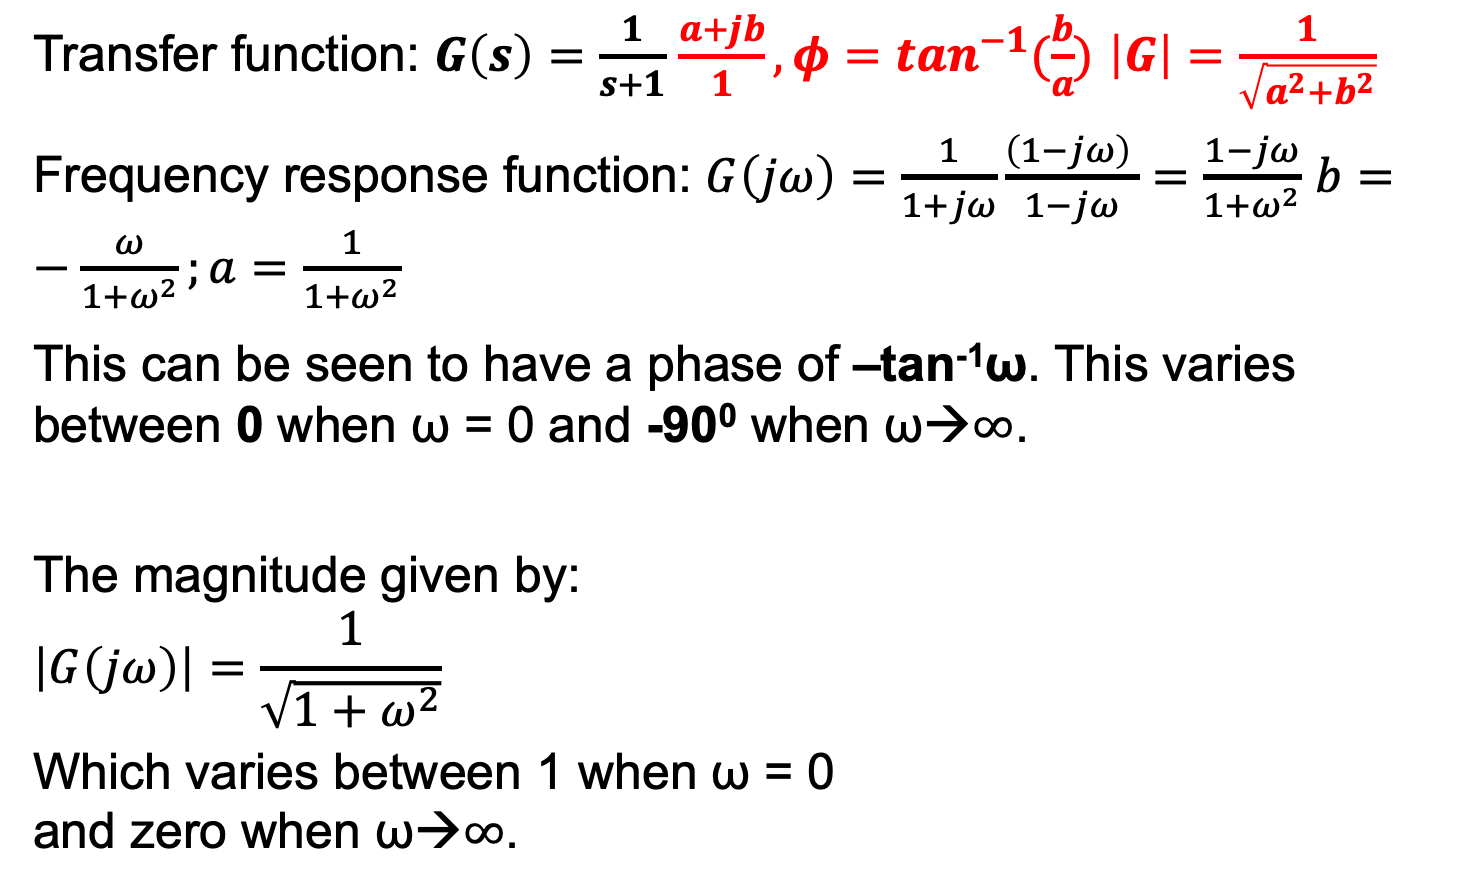 Transfer function: G(s) = 1/(s+1) (a+jb)/1, ϕ = tan⁻¹(b/a) |G| = 1/√(a²+b²)
Frequency response function: G(jω) = 1/(1+jω) (1−jω)/(1−jω) = (1−jω)/(1+ω²) b =
− ω/(1+ω²); a = 1/(1+ω²)
This can be seen to have a phase of –tan⁻¹ω. This varies
between 0 when ω = 0 and -90⁰ when ω→∞.
The magnitude given by:
|G(jω)| = 1/√(1 + ω²)
Which varies between 1 when ω = 0
and zero when ω→∞.